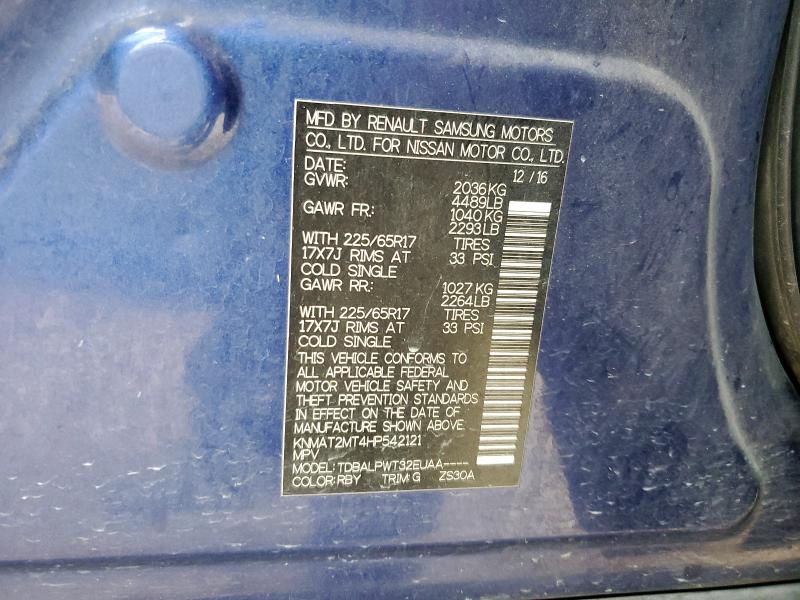 MFD BY RENAULT SAMSUNG MOTORS
CO., LTD. FOR NISSAN MOTOR CO., LTD.
DATE: 12 / 16
GVWR: 2036KG
4489LB
GAWR FR: 1040 KG
2293LB
WITH 225/65R17 TIRES
17X7J RIMS AT 33 PSI
COLD SINGLE
GAWR RR: 1027 KG
2264LB
WITH 225/65R17 TIRES
17X7J RIMS AT 33 PSI
COLD SINGLE
THIS VEHICLE CONFORMS TO
ALL APPLICABLE FEDERAL
MOTOR VEHICLE SAFETY AND
THEFT PREVENTION STANDARDS
IN EFFECT ON THE DATE OF
MANUFACTURE SHOWN ABOVE.
KNMAT2MT4HP542121
MPV
MODEL: TDBALPWT32EUAA----
COLOR: RBY TRIM: G ZS30A